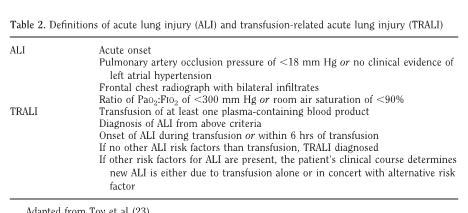 Table 2. Definitions of acute lung injury (ALI) and transfusion-related acute lung injury (TRALI)
ALI Acute onset
Pulmonary artery occlusion pressure of <18 mm Hg or no clinical evidence of
left atrial hypertension
Frontal chest radiograph with bilateral infiltrates
Ratio of PaO₂:FIO₂ of <300 mm Hg or room air saturation of <90%
TRALI Transfusion of at least one plasma-containing blood product
Diagnosis of ALI from above criteria
Onset of ALI during transfusion or within 6 hrs of transfusion
If no other ALI risk factors than transfusion, TRALI diagnosed
If other risk factors for ALI are present, the patient's clinical course determines
new ALI is either due to transfusion alone or in concert with alternative risk
factor
Adapted from Toy et al (23)